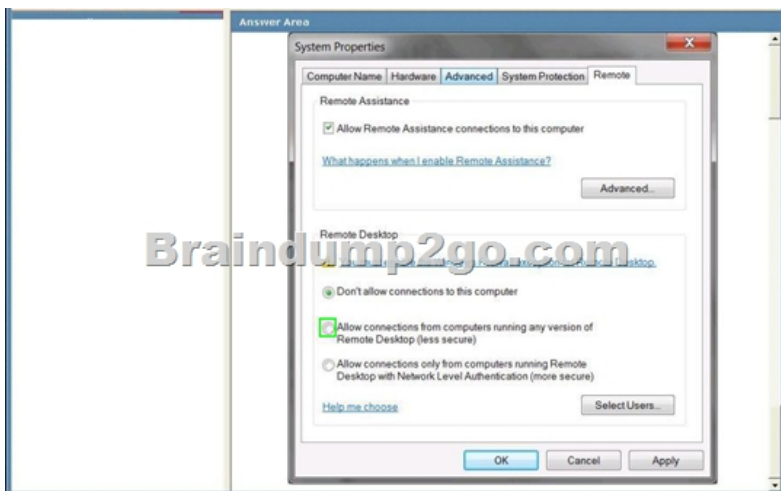 Answer Area
System Properties
Computer Name Hardware Advanced System Protection Remote
Remote Assistance
Allow Remote Assistance connections to this computer
What happens when I enable Remote Assistance?
Advanced...
Remote Desktop
Braindump2go.com
Remote Desktop.
Don't allow connections to this computer
Allow connections from computers running any version of
Remote Desktop (less secure)
Allow connections only from computers running Remote
Desktop with Network Level Authentication (more secure)
Help me choose
Select Users...
OK Cancel Apply